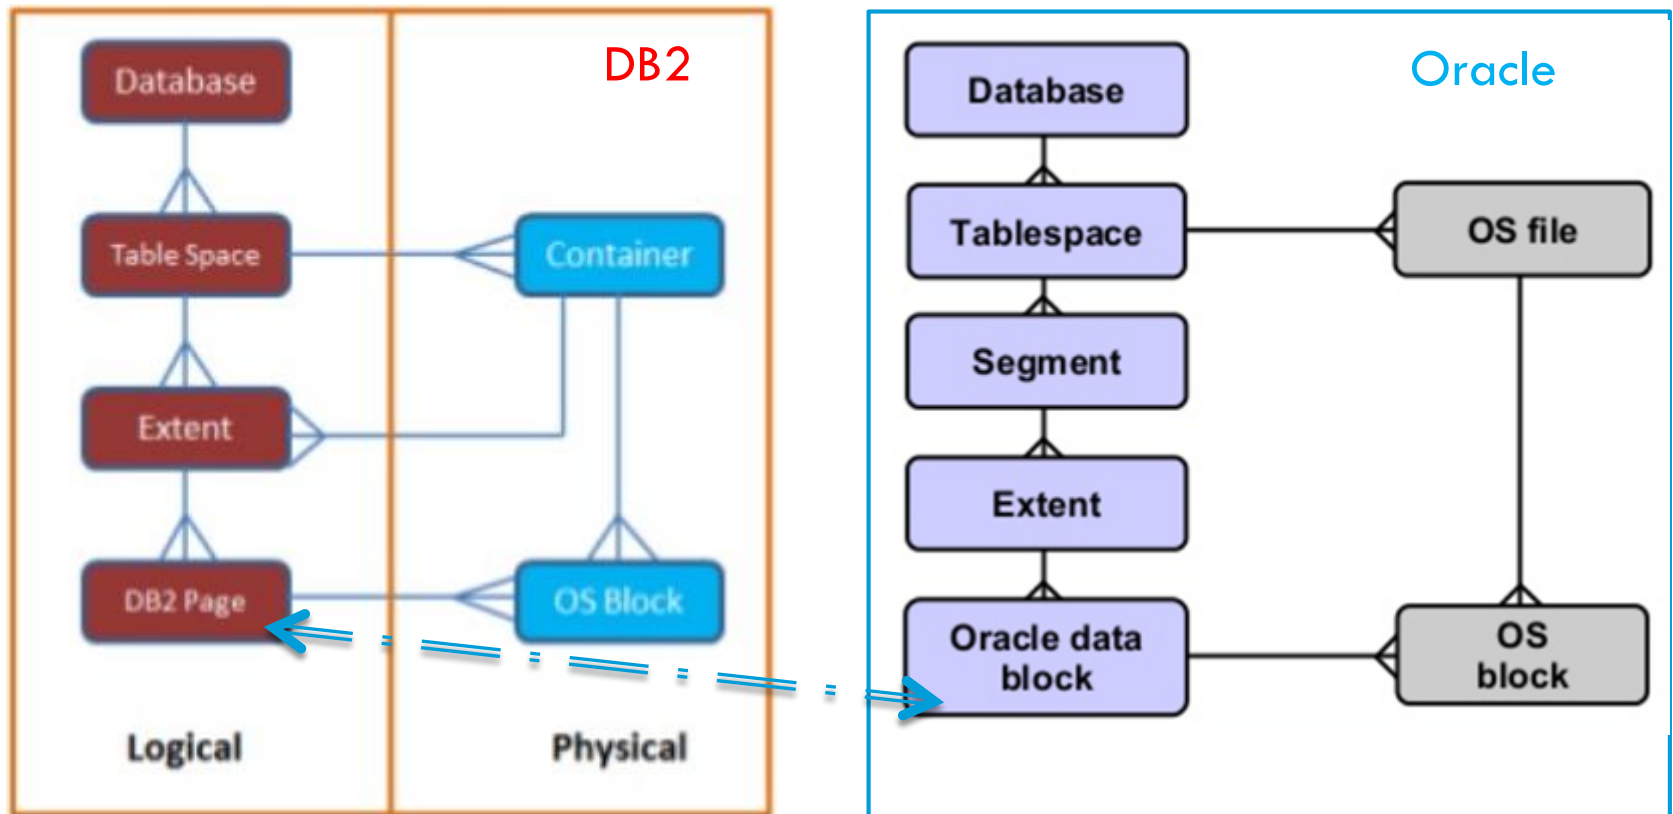 DB2
Database
Table Space
Container
Extent
DB2 Page
OS Block
Logical
Physical
Oracle
Database
Tablespace
OS file
Segment
Extent
Oracle data
block
OS
block